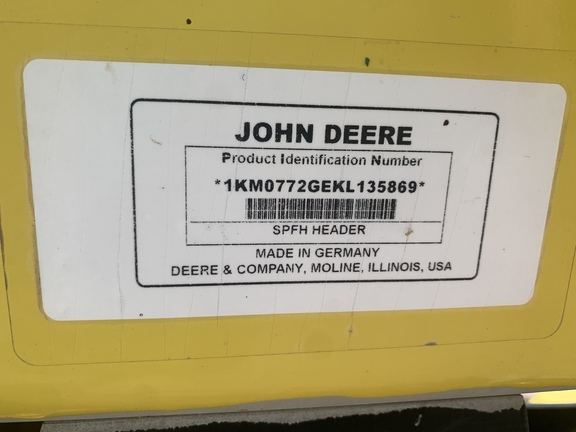 JOHN DEERE
Product Identification Number
*1KM0772GEKL135869*
SPFH HEADER
MADE IN GERMANY
DEERE & COMPANY, MOLINE, ILLINOIS, USA